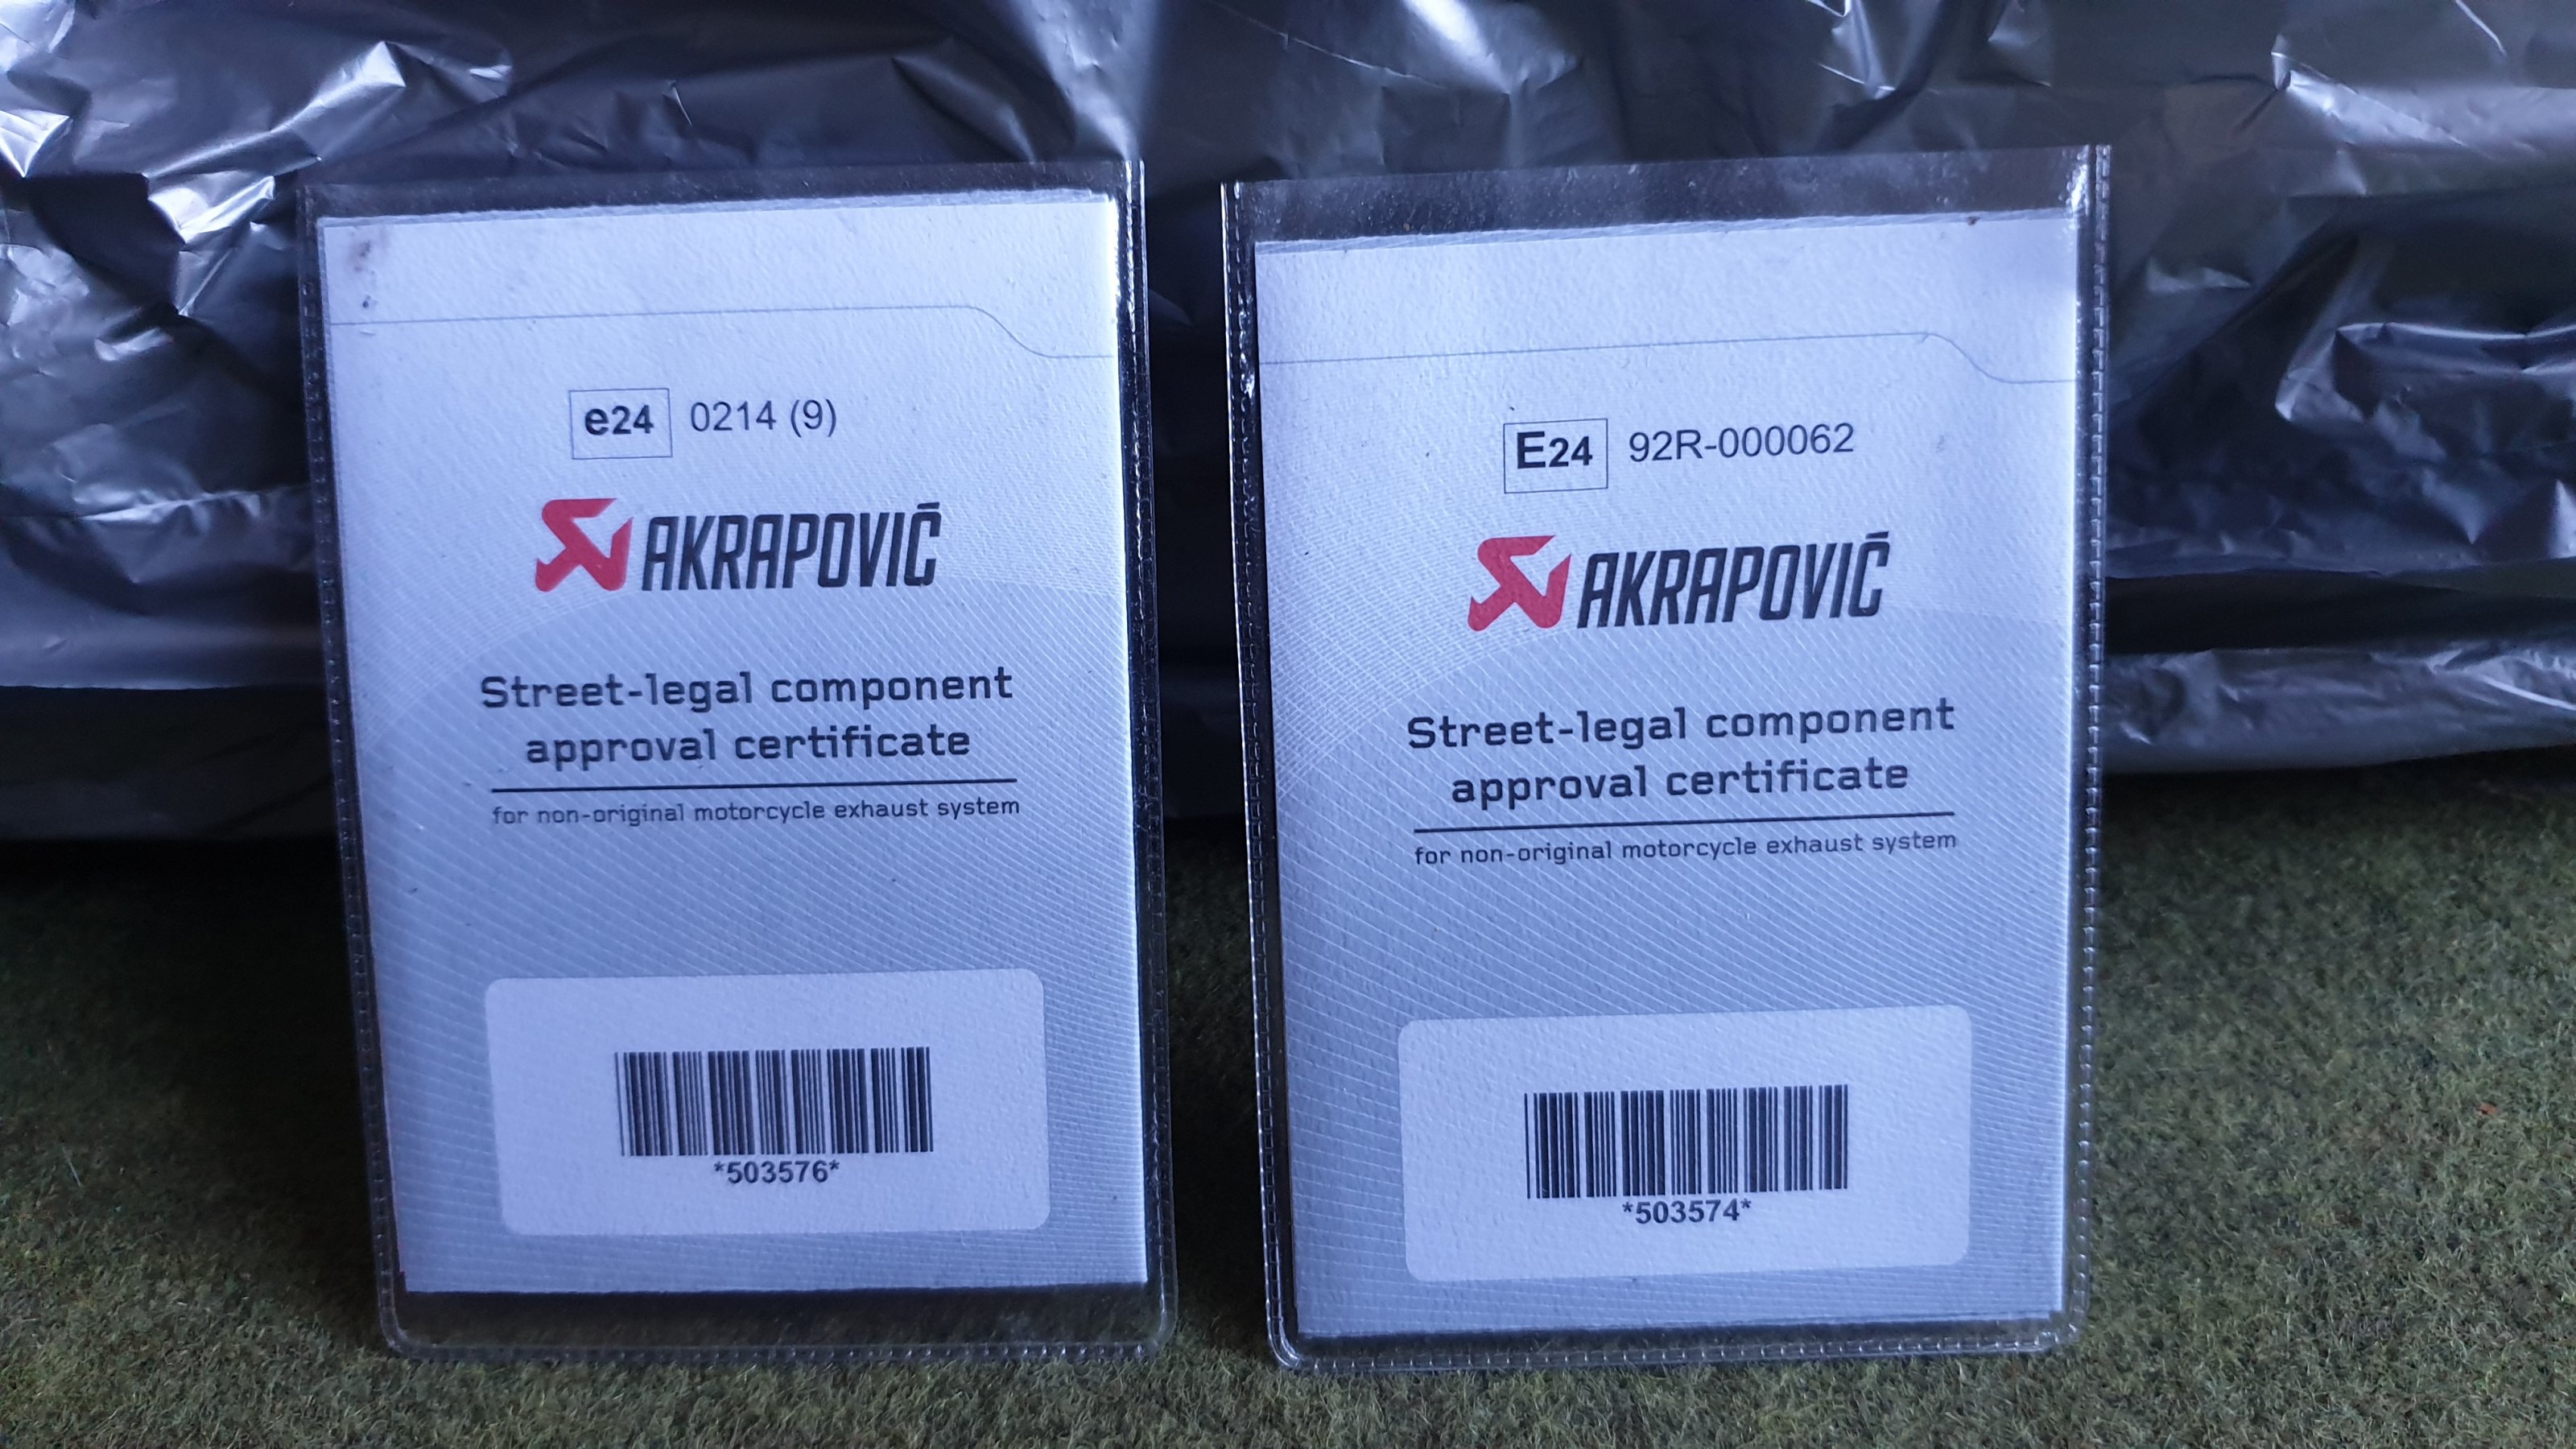 e24 0214 (9)
AKRAPOVIČ
Street-legal component
approval certificate
for non-original motorcycle exhaust system
*503576*
E24 92R-000062
AKRAPOVIČ
Street-legal component
approval certificate
for non-original motorcycle exhaust system
*503574*